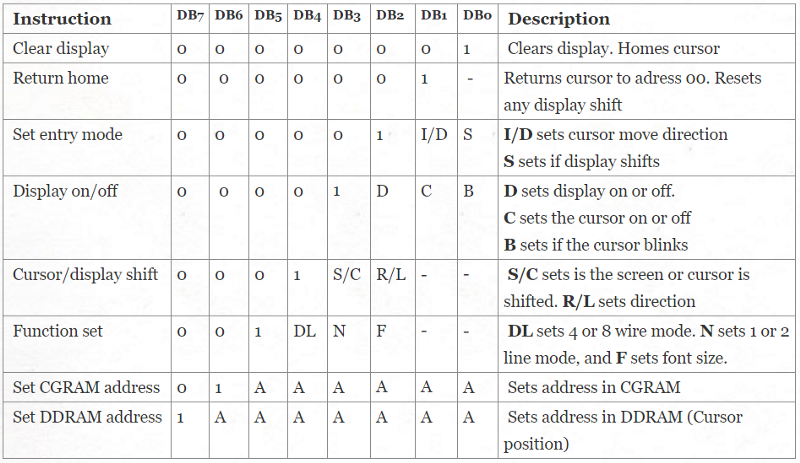 Instruction DB7 DB6 DB5 DB4 DB3 DB2 DB1 DB0 Description
Clear display 0 0 0 0 0 0 0 1 Clears display. Homes cursor
Return home 0 0 0 0 0 0 1 - Returns cursor to adress 00. Resets
any display shift
Set entry mode 0 0 0 0 0 1 I/D S I/D sets cursor move direction
S sets if display shifts
Display on/off 0 0 0 0 1 D C B D sets display on or off.
C sets the cursor on or off
B sets if the cursor blinks
Cursor/display shift 0 0 0 1 S/C R/L - - S/C sets is the screen or cursor is
shifted. R/L sets direction
Function set 0 0 1 DL N F - - DL sets 4 or 8 wire mode. N sets 1 or 2
line mode, and F sets font size.
Set CGRAM address 0 1 A A A A A A Sets address in CGRAM
Set DDRAM address 1 A A A A A A A Sets address in DDRAM (Cursor
position)